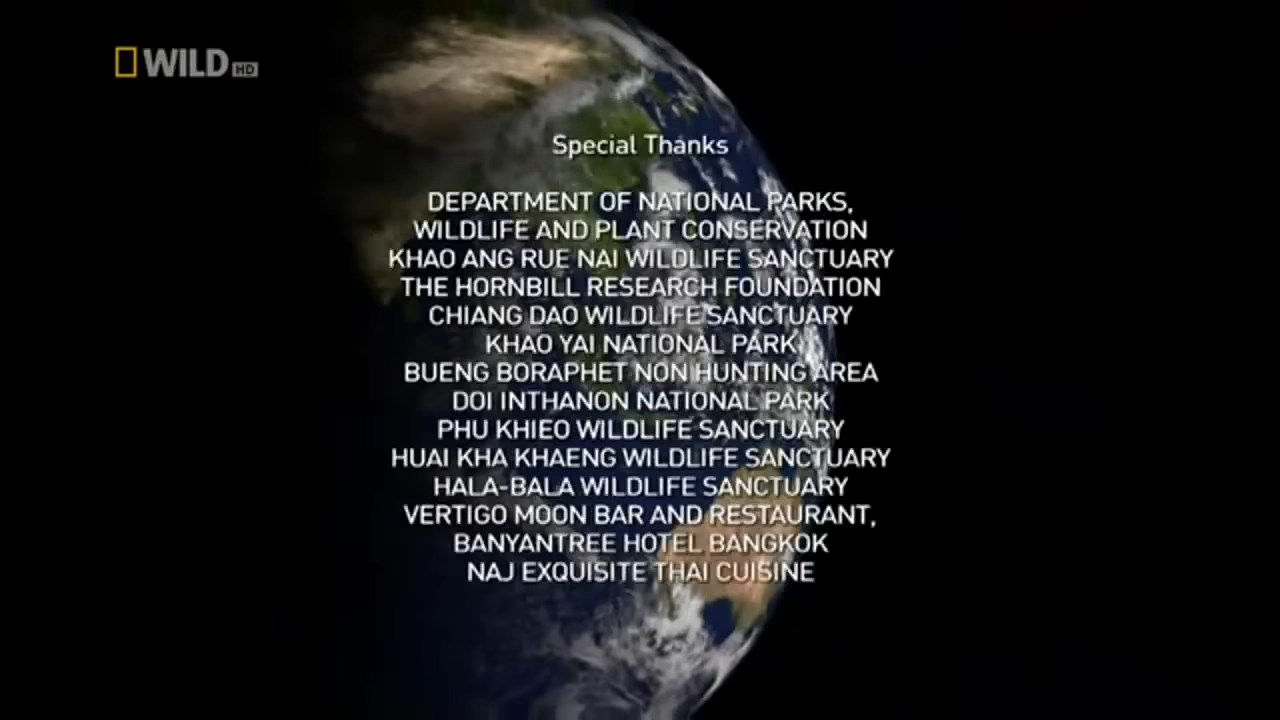 WILD HD
Special Thanks
DEPARTMENT OF NATIONAL PARKS,
WILDLIFE AND PLANT CONSERVATION
KHAO ANG RUE NAI WILDLIFE SANCTUARY
THE HORNBILL RESEARCH FOUNDATION
CHIANG DAO WILDLIFE SANCTUARY
KHAO YAI NATIONAL PARK
BUENG BORAPHET NON HUNTING AREA
DOI INTHANON NATIONAL PARK
PHU KHIEO WILDLIFE SANCTUARY
HUAI KHA KHAENG WILDLIFE SANCTUARY
HALA-BALA WILDLIFE SANCTUARY
VERTIGO MOON BAR AND RESTAURANT,
BANYANTREE HOTEL BANGKOK
NAJ EXQUISITE THAI CUISINE